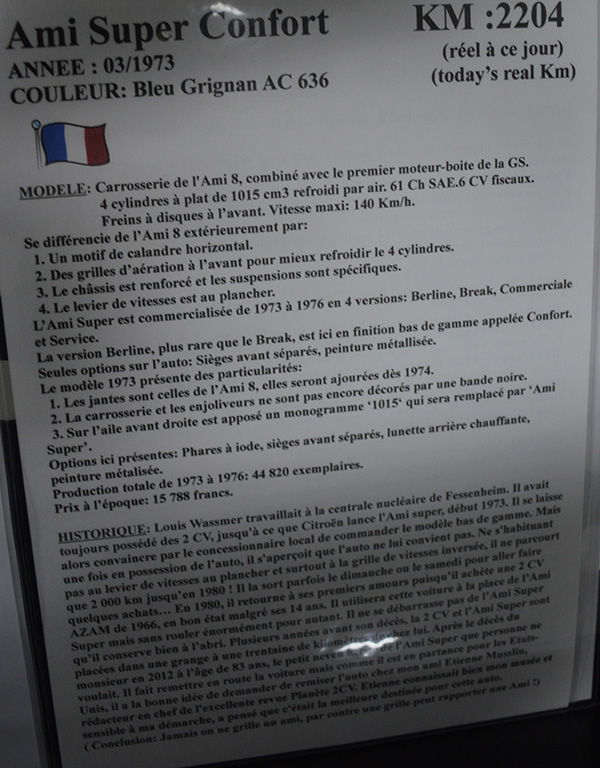 Ami Super Confort
KM :2204
ANNEE : 03/1973
(réel à ce jour)
COULEUR: Bleu Grignan AC 636
(today's real Km)
MODELE: Carrosserie de l'Ami 8, combiné avec le premier moteur-boite de la GS.
4 cylindres à plat de 1015 cm3 refroidi par air. 61 Ch SAE.6 CV fiscaux.
Freins à disques à l'avant. Vitesse maxi: 140 Km/h.
Se différencie de l'Ami 8 extérieurement par:
1. Un motif de calandre horizontal.
2. Des grilles d'aération à l'avant pour mieux refroidir le 4 cylindres.
3. Le châssis est renforcé et les suspensions sont spécifiques.
4. Le levier de vitesses est au plancher.
L'Ami Super est commercialisée de 1973 à 1976 en 4 versions: Berline, Break, Commerciale
et Service.
La version Berline, plus rare que le Break, est ici en finition bas de gamme appelée Confort.
Seules options sur l'auto: Sièges avant séparés, peinture métallisée.
Le modèle 1973 présente des particularités:
1. Les jantes sont celles de l'Ami 8, elles seront ajourées dès 1974.
2. La carrosserie et les enjoliveurs ne sont pas encore décorés par une bande noire.
3. Sur l'aile avant droite est apposé un monogramme '1015' qui sera remplacé par 'Ami
Super'.
Options ici présentes: Phares à iode, sièges avant séparés, lunette arrière chauffante,
peinture métalisée.
Production totale de 1973 à 1976: 44 820 exemplaires.
Prix à l'époque: 15 788 francs.
HISTORIQUE: Louis Wassmer travaillait à la centrale nucléaire de Fessenheim. Il avait
toujours possédé des 2 CV, jusqu'à ce que Citroën lance l'Ami super, début 1973. Il se laisse
alors convaincre par le concessionnaire local de commander le modèle bas de gamme. Mais
une fois en possession de l'auto, il s'aperçoit que l'auto ne lui convient pas. Ne s'habituant
pas au levier de vitesses au plancher et surtout à la grille de vitesses inversée, il ne parcourt
que 2 000 km jusqu'en 1980 ! Il la sort parfois le dimanche ou le samedi pour aller faire
quelques achats... En 1980, il retourne à ses premiers amours puisqu'il achète une 2 CV
AZAM de 1966, en bon état malgré ses 14 ans. Il utilisera cette voiture à la place de l'Ami
Super mais sans rouler énormément pour autant. Il ne se débarrasse pas de l'Ami Super
qu'il conserve bien à l'abri. Plusieurs années avant son décès, la 2 CV et l'Ami Super sont
placées dans une grange à une trentaine de kilomètres de chez lui. Après le décès du
monsieur en 2012 à l'âge de 83 ans, le petit neveu de l'Ami Super que personne ne
voulait. Il fait remettre en route la voiture mais comme il est en partance pour les Etats-
Unis, il a la bonne idée de demander de remiser l'auto chez mon ami Etienne Musslin,
rédacteur en chef de l'excellente revue Planète 2CV. Etienne connaissait bien mon musée et
sensible à ma démarche, a pensé que c'était la meilleure destinée pour cette auto.
( Conclusion: Jamais on ne grille un ami, par contre une grille peut rapporter une Ami !)